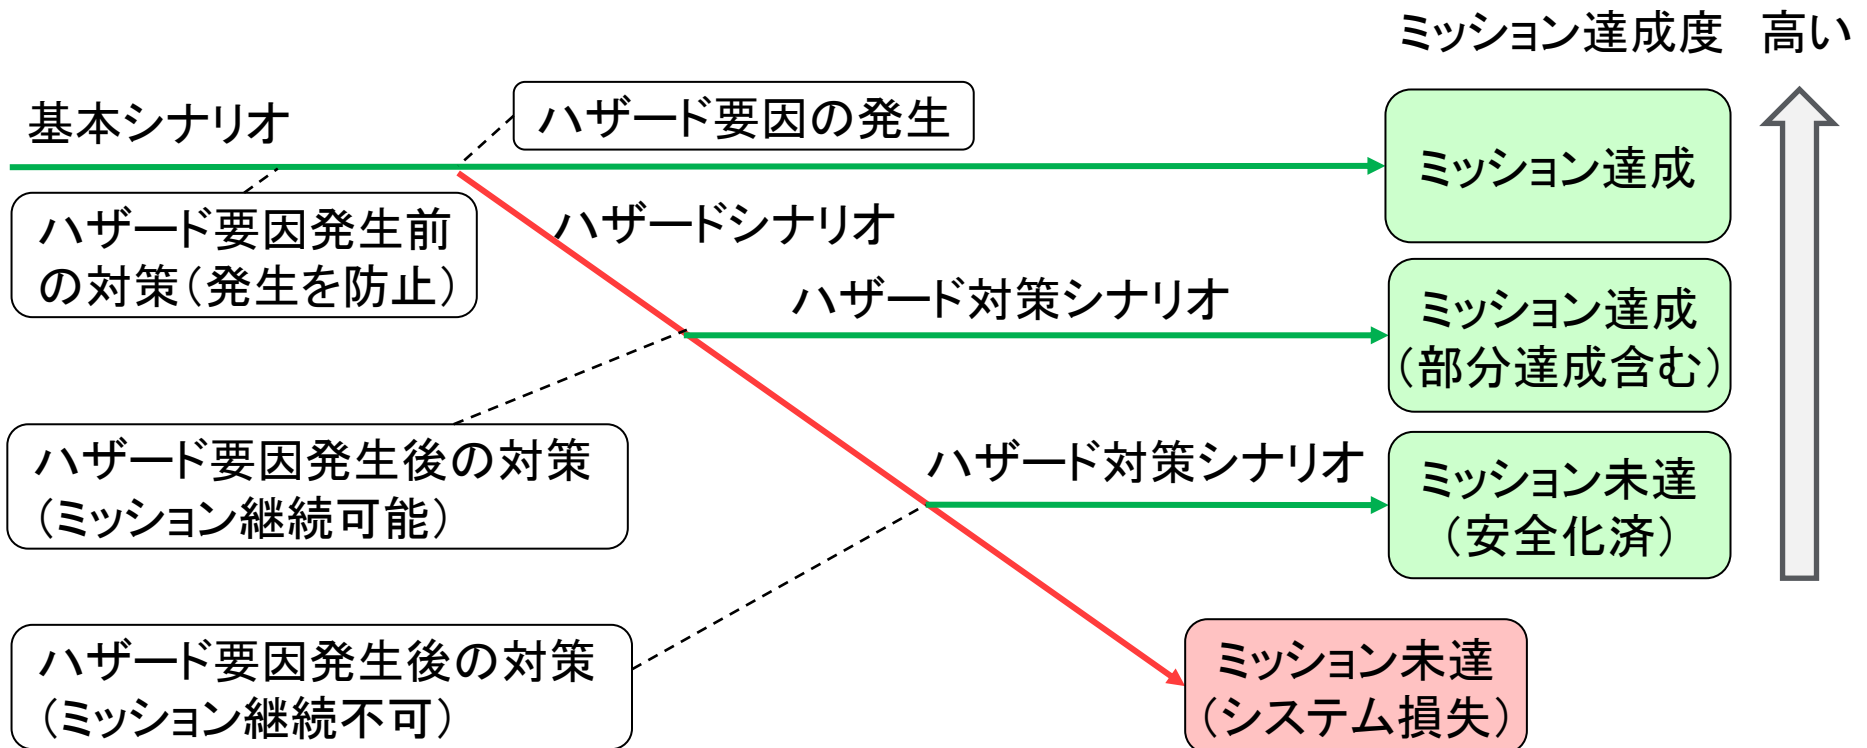 ミッション達成度 高い
基本シナリオ
ハザード要因の発生
ミッション達成
ハザード要因発生前
の対策(発生を防止)
ハザードシナリオ
ハザード対策シナリオ
ミッション達成
(部分達成含む)
ハザード要因発生後の対策
(ミッション継続可能)
ハザード対策シナリオ
ミッション未達
(安全化済)
ハザード要因発生後の対策
(ミッション継続不可)
ミッション未達
(システム損失)